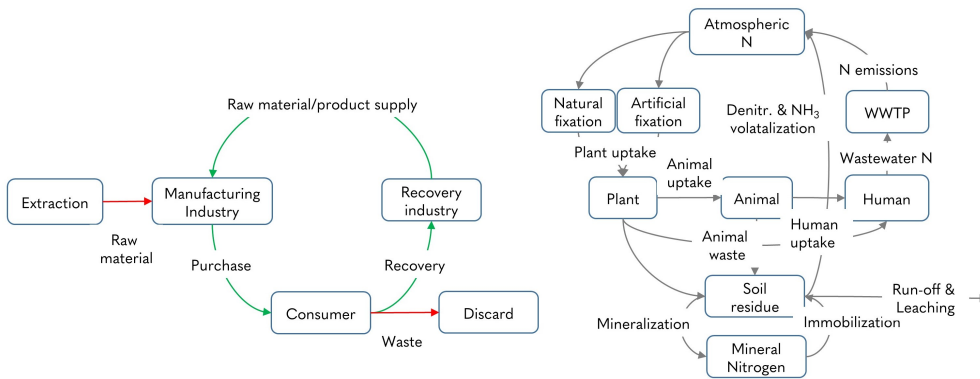 Raw material/product supply
Extraction
Manufacturing
Industry
Recovery
industry
Raw
material
Purchase
Recovery
Consumer
Discard
Waste
Atmospheric
N
N emissions
Natural
fixation
Artificial
fixation
Denitr. & NH₃
volatalization
WWTP
Plant uptake
Animal
uptake
Wastewater N
Plant
Animal
Human
Human
uptake
Animal
waste
Soil
residue
Run-off &
Leaching
Mineralization
Immobilization
Mineral
Nitrogen